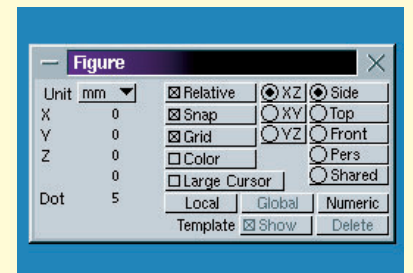 Figure
Unit mm Relative XZ Side
X 0 Snap XY Top
Y 0 Grid YZ Front
Z 0 Color Pers
0 Large Cursor Shared
Dot 5 Local Global Numeric
Template Show Delete